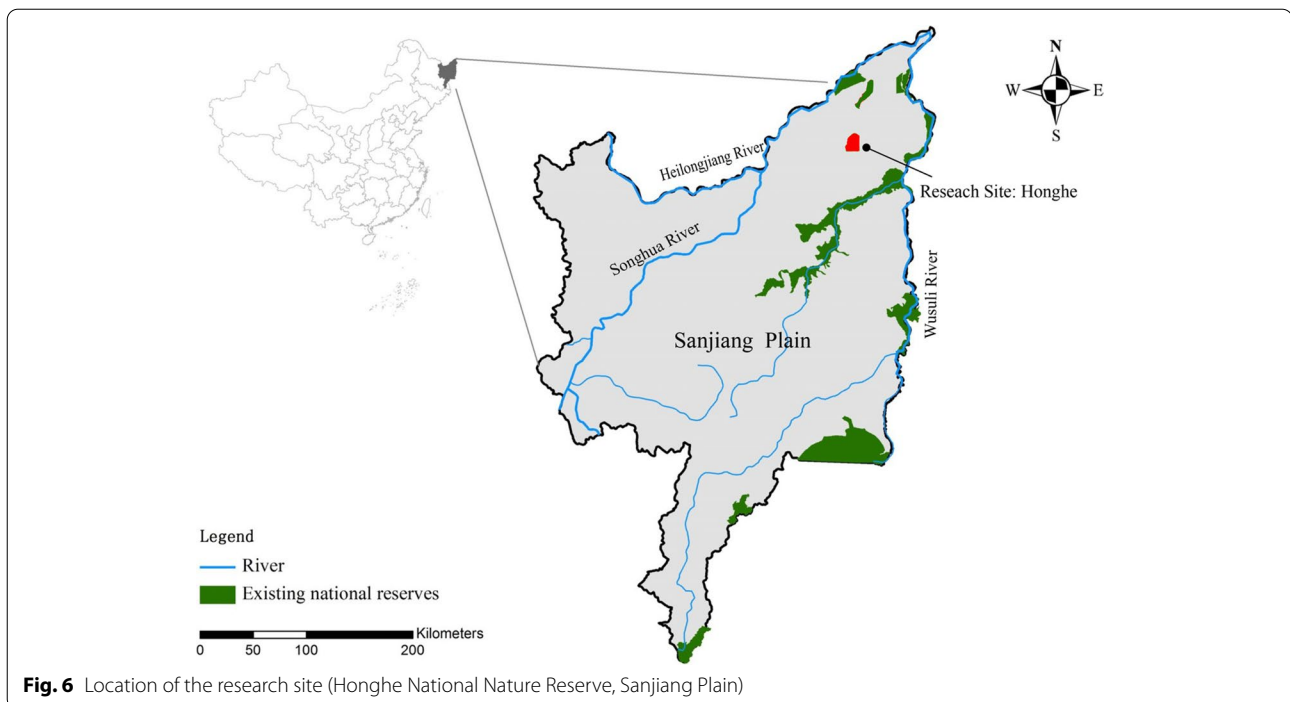 N
W E
S
Heilongjiang River
Reseach Site: Honghe
Songhua River
Wusuli River
Sanjiang Plain
Legend
River
Existing national reserves
Kilometers
0 50 100 200
Fig. 6 Location of the research site (Honghe National Nature Reserve, Sanjiang Plain)